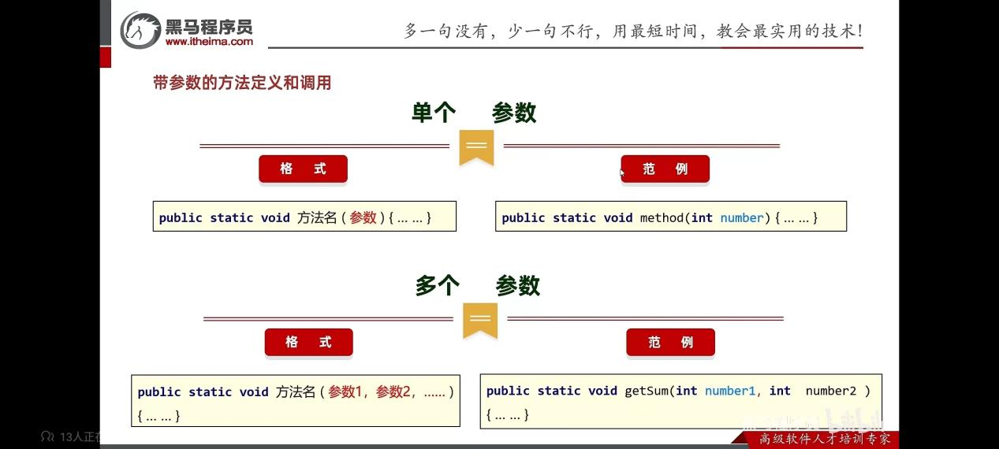 黑马程序员
www.itheima.com
多一句没有，少一句不行，用最短时间，教会最实用的技术！
带参数的方法定义和调用
单个 参数
格 式 范 例
public static void 方法名 ( 参数 ) { ... ... }
public static void method(int number) { ... ... }
多个 参数
格 式 范 例
public static void 方法名 ( 参数1, 参数2, ...... )
{ ... ... }
public static void getSum(int number1, int number2 )
{ ... ... }
13人正在
bilibili
高级软件人才培训专家